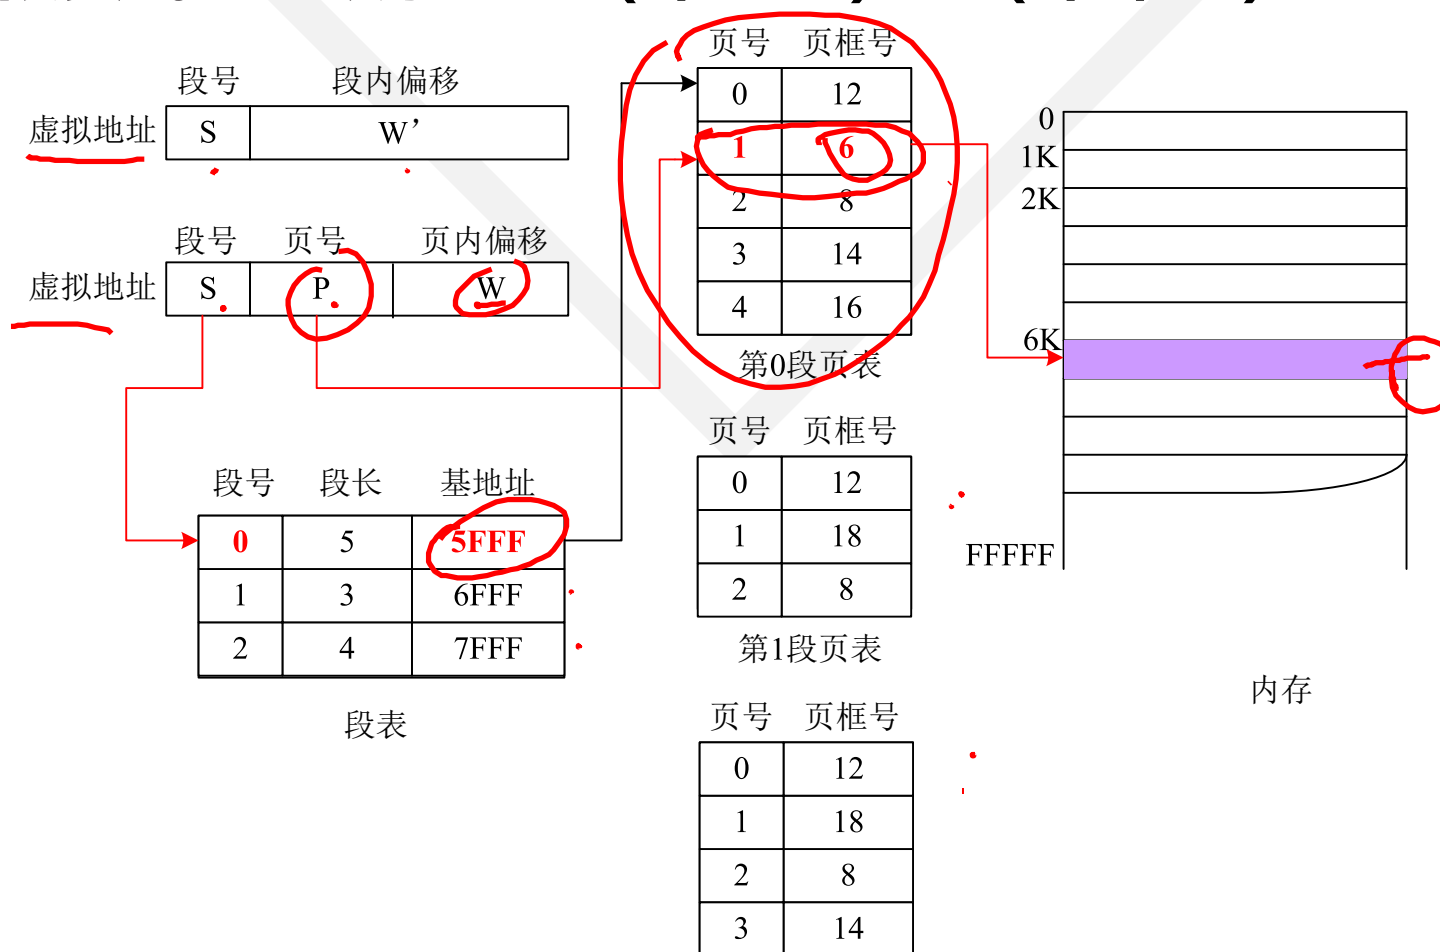 段号 段内偏移
虚拟地址 S W’
段号 页号 页内偏移
虚拟地址 S P W
段号 段长 基地址
0 5 5FFF
1 3 6FFF
2 4 7FFF
段表
页号 页框号
0 12
1 6
2 8
3 14
4 16
第0段页表
页号 页框号
0 12
1 18
2 8
第1段页表
页号 页框号
0 12
1 18
2 8
3 14
0
1K
2K
6K
FFFFF
内存